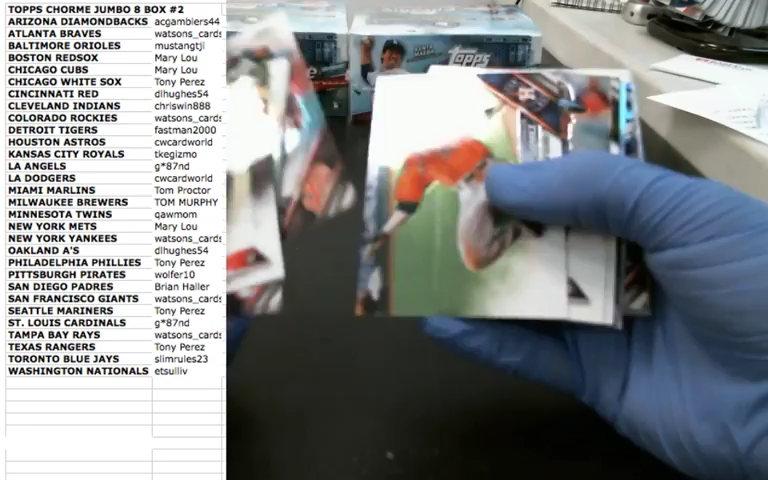 TOPPS CHORME JUMBO 8 BOX #2
ARIZONA DIAMONDBACKS acgamblers44
ATLANTA BRAVES watsons_cards
BALTIMORE ORIOLES mustangtji
BOSTON REDSOX Mary Lou
CHICAGO CUBS Mary Lou
CHICAGO WHITE SOX Tony Perez
CINCINNATI RED dlhughes54
CLEVELAND INDIANS chriswin888
COLORADO ROCKIES watsons_cards
DETROIT TIGERS fastman2000
HOUSTON ASTROS cwcardworld
KANSAS CITY ROYALS tkegizmo
LA ANGELS g*87nd
LA DODGERS cwcardworld
MIAMI MARLINS Tom Proctor
MILWAUKEE BREWERS TOM MURPHY
MINNESOTA TWINS qawmom
NEW YORK METS Mary Lou
NEW YORK YANKEES watsons_cards
OAKLAND A'S dlhughes54
PHILADELPHIA PHILLIES Tony Perez
PITTSBURGH PIRATES wolfer10
SAN DIEGO PADRES Brian Haller
SAN FRANCISCO GIANTS watsons_cards
SEATTLE MARINERS Tony Perez
ST. LOUIS CARDINALS g*87nd
TAMPA BAY RAYS watsons_cards
TEXAS RANGERS Tony Perez
TORONTO BLUE JAYS slimrules23
WASHINGTON NATIONALS etsulliv
Topps